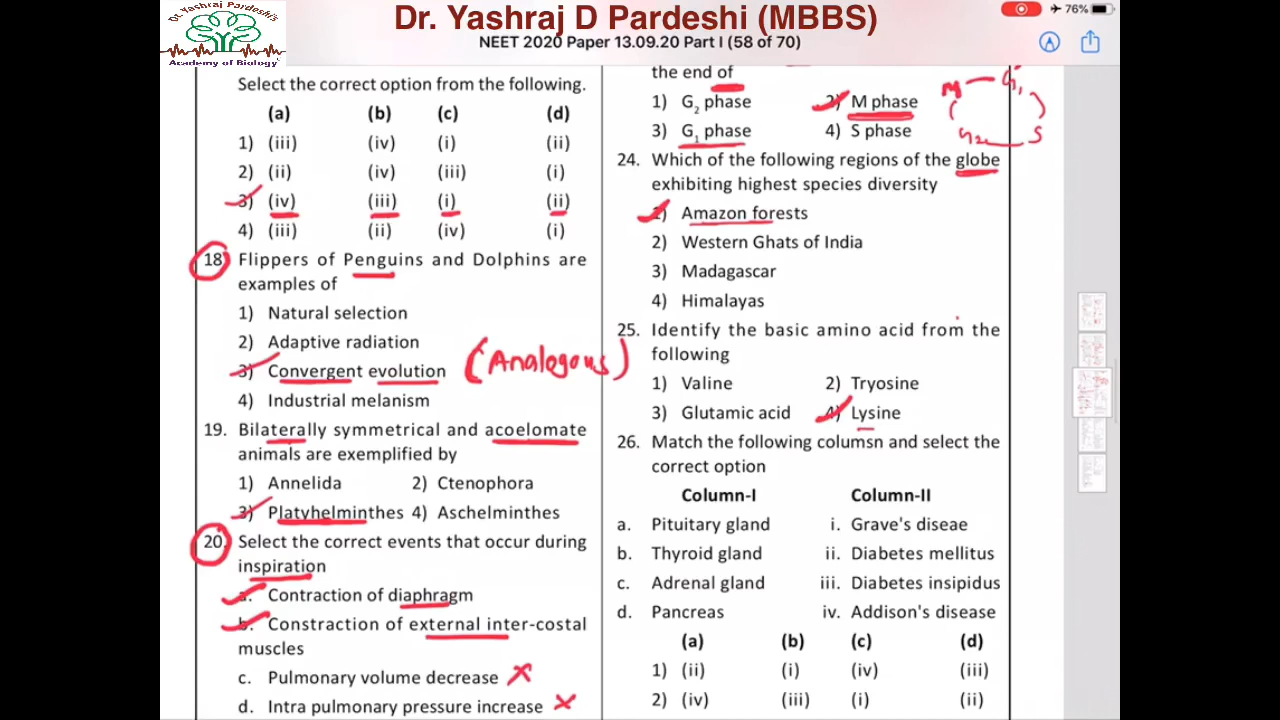 Dr. Yashraj Pardeshi's
Academy of Biology
Dr. Yashraj D Pardeshi (MBBS)
NEET 2020 Paper 13.09.20 Part I (58 of 70)
76%
Select the correct option from the following.
(a) (b) (c) (d)
1) (iii) (iv) (i) (ii)
2) (ii) (iv) (iii) (i)
3) (iv) (iii) (i) (ii)
4) (iii) (ii) (iv) (i)
18. Flippers of Penguins and Dolphins are
examples of
1) Natural selection
2) Adaptive radiation
3) Convergent evolution (Analogous)
4) Industrial melanism
19. Bilaterally symmetrical and acoelomate
animals are exemplified by
1) Annelida 2) Ctenophora
3) Platyhelminthes 4) Aschelminthes
20. Select the correct events that occur during
inspiration
a. Contraction of diaphragm
b. Constraction of external inter-costal
muscles
c. Pulmonary volume decrease
d. Intra pulmonary pressure increase
the end of
1) G2 phase 2) M phase
3) G1 phase 4) S phase
M G1
G2 S
24. Which of the following regions of the globe
exhibiting highest species diversity
1) Amazon forests
2) Western Ghats of India
3) Madagascar
4) Himalayas
25. Identify the basic amino acid from the
following
1) Valine 2) Tryosine
3) Glutamic acid 4) Lysine
26. Match the following columsn and select the
correct option
Column-I Column-II
a. Pituitary gland i. Grave's diseae
b. Thyroid gland ii. Diabetes mellitus
c. Adrenal gland iii. Diabetes insipidus
d. Pancreas iv. Addison's disease
(a) (b) (c) (d)
1) (ii) (i) (iv) (iii)
2) (iv) (iii) (i) (ii)